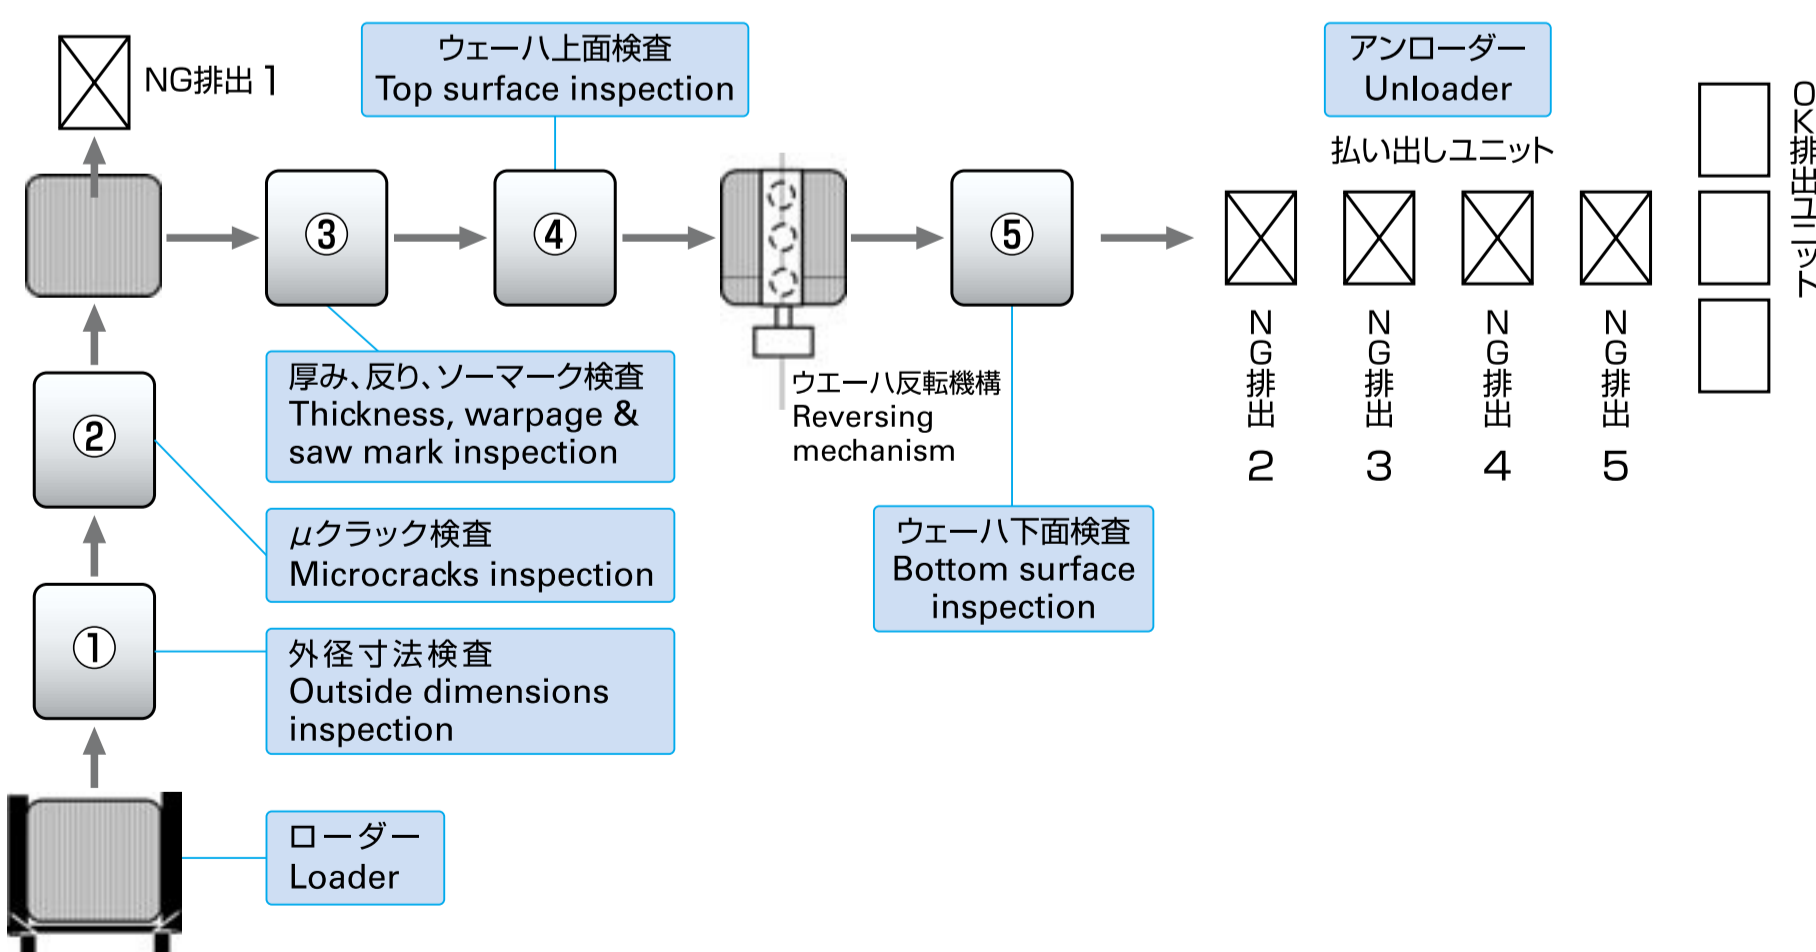 NG排出 1
ウェーハ上面検査
Top surface inspection
アンローダー
Unloader
払い出しユニット
OK排出ユニット
③
④
⑤
厚み、反り、ソーマーク検査
Thickness, warpage &
saw mark inspection
ウエーハ反転機構
Reversing
mechanism
NG排出2
NG排出3
NG排出4
NG排出5
②
μクラック検査
Microcracks inspection
ウェーハ下面検査
Bottom surface
inspection
①
外径寸法検査
Outside dimensions
inspection
ローダー
Loader